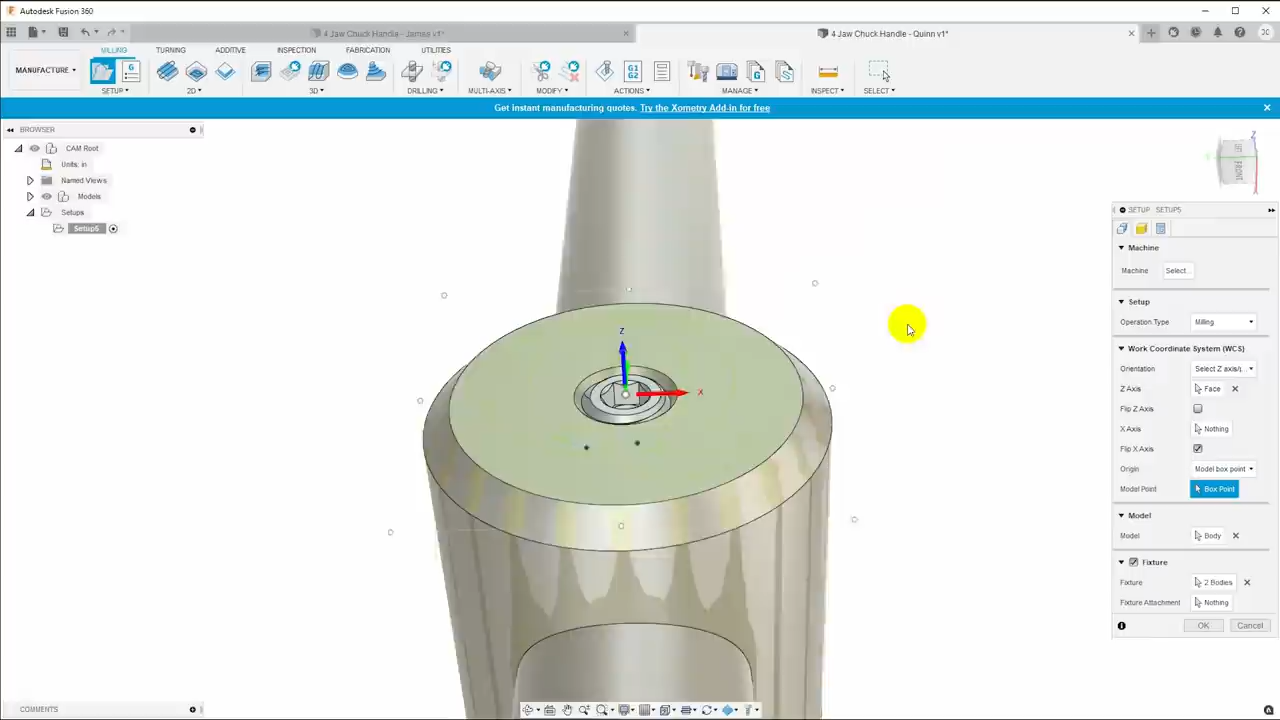 Autodesk Fusion 360
4 Jaw Chuck Handle - James v1*
4 Jaw Chuck Handle - Quinn v1*
MILLING TURNING ADDITIVE INSPECTION FABRICATION UTILITIES
MANUFACTURE
SETUP 2D 3D DRILLING MULTI-AXIS MODIFY ACTIONS MANAGE INSPECT SELECT
Get instant manufacturing quotes. Try the Xometry Add-in for free
BROWSER
CAM Root
Units: in
Named Views
Models
Setups
Setup5
Z
FRONT
SETUP : SETUP5
Machine
Machine Select...
Setup
Operation Type Milling
Work Coordinate System (WCS)
Orientation Select Z axis/p...
Z Axis Face
Flip Z Axis
X Axis Nothing
Flip X Axis
Origin Model box point
Model Point Box Point
Model
Model Body
Fixture
Fixture 2 Bodies
Fixture Attachment Nothing
OK Cancel
Z
X
COMMENTS